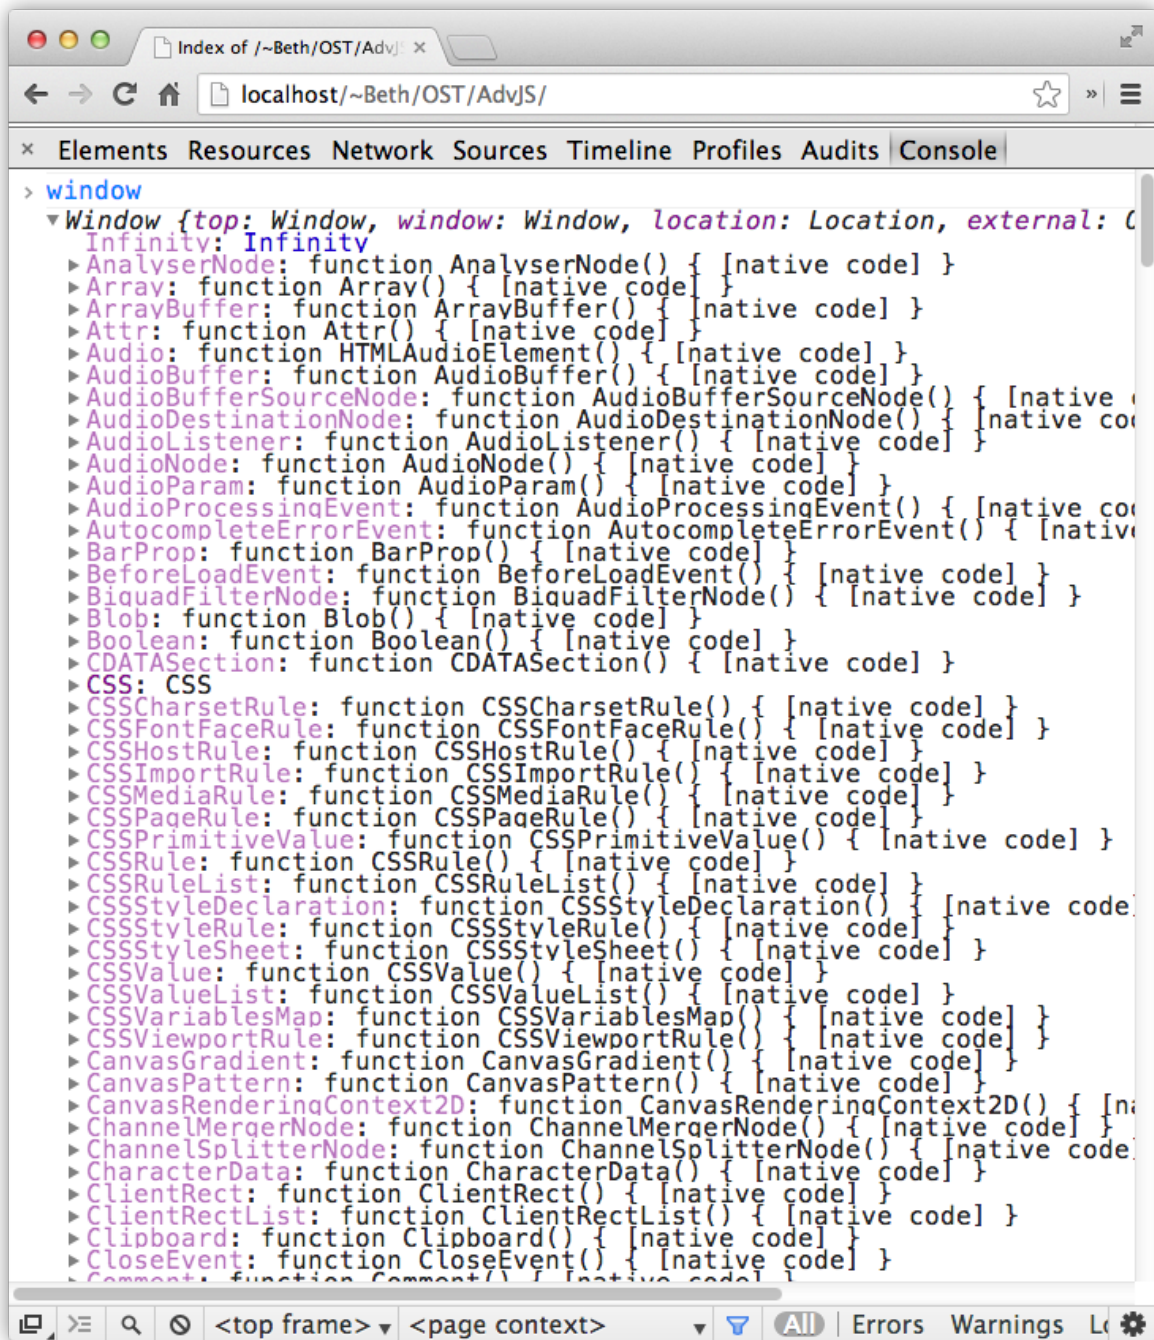 Index of /~Beth/OST/AdvJS
localhost/~Beth/OST/AdvJS/
Elements Resources Network Sources Timeline Profiles Audits Console
window
Window {top: Window, window: Window, location: Location, external: O
Infinity: Infinity
AnalyserNode: function AnalyserNode() { [native code] }
Array: function Array() { [native code] }
ArrayBuffer: function ArrayBuffer() { [native code] }
Attr: function Attr() { [native code] }
Audio: function HTMLAudioElement() { [native code] }
AudioBuffer: function AudioBuffer() { [native code] }
AudioBufferSourceNode: function AudioBufferSourceNode() { [native c
AudioDestinationNode: function AudioDestinationNode() { [native cod
AudioListener: function AudioListener() { [native code] }
AudioNode: function AudioNode() { [native code] }
AudioParam: function AudioParam() { [native code] }
AudioProcessingEvent: function AudioProcessingEvent() { [native cod
AutocompleteErrorEvent: function AutocompleteErrorEvent() { [native
BarProp: function BarProp() { [native code] }
BeforeLoadEvent: function BeforeLoadEvent() { [native code] }
BiquadFilterNode: function BiquadFilterNode() { [native code] }
Blob: function Blob() { [native code] }
Boolean: function Boolean() { [native code] }
CDATASection: function CDATASection() { [native code] }
CSS: CSS
CSSCharsetRule: function CSSCharsetRule() { [native code] }
CSSFontFaceRule: function CSSFontFaceRule() { [native code] }
CSSHostRule: function CSSHostRule() { [native code] }
CSSImportRule: function CSSImportRule() { [native code] }
CSSMediaRule: function CSSMediaRule() { [native code] }
CSSPageRule: function CSSPageRule() { [native code] }
CSSPrimitiveValue: function CSSPrimitiveValue() { [native code] }
CSSRule: function CSSRule() { [native code] }
CSSRuleList: function CSSRuleList() { [native code] }
CSSStyleDeclaration: function CSSStyleDeclaration() { [native code]
CSSStyleRule: function CSSStyleRule() { [native code] }
CSSStyleSheet: function CSSStyleSheet() { [native code] }
CSSValue: function CSSValue() { [native code] }
CSSValueList: function CSSValueList() { [native code] }
CSSVariablesMap: function CSSVariablesMap() { [native code] }
CSSViewportRule: function CSSViewportRule() { [native code] }
CanvasGradient: function CanvasGradient() { [native code] }
CanvasPattern: function CanvasPattern() { [native code] }
CanvasRenderingContext2D: function CanvasRenderingContext2D() { [na
ChannelMergerNode: function ChannelMergerNode() { [native code] }
ChannelSplitterNode: function ChannelSplitterNode() { [native code]
CharacterData: function CharacterData() { [native code] }
ClientRect: function ClientRect() { [native code] }
ClientRectList: function ClientRectList() { [native code] }
Clipboard: function Clipboard() { [native code] }
CloseEvent: function CloseEvent() { [native code] }
Comment: function Comment() { [native code] }
<top frame> <page context> All Errors Warnings Lo